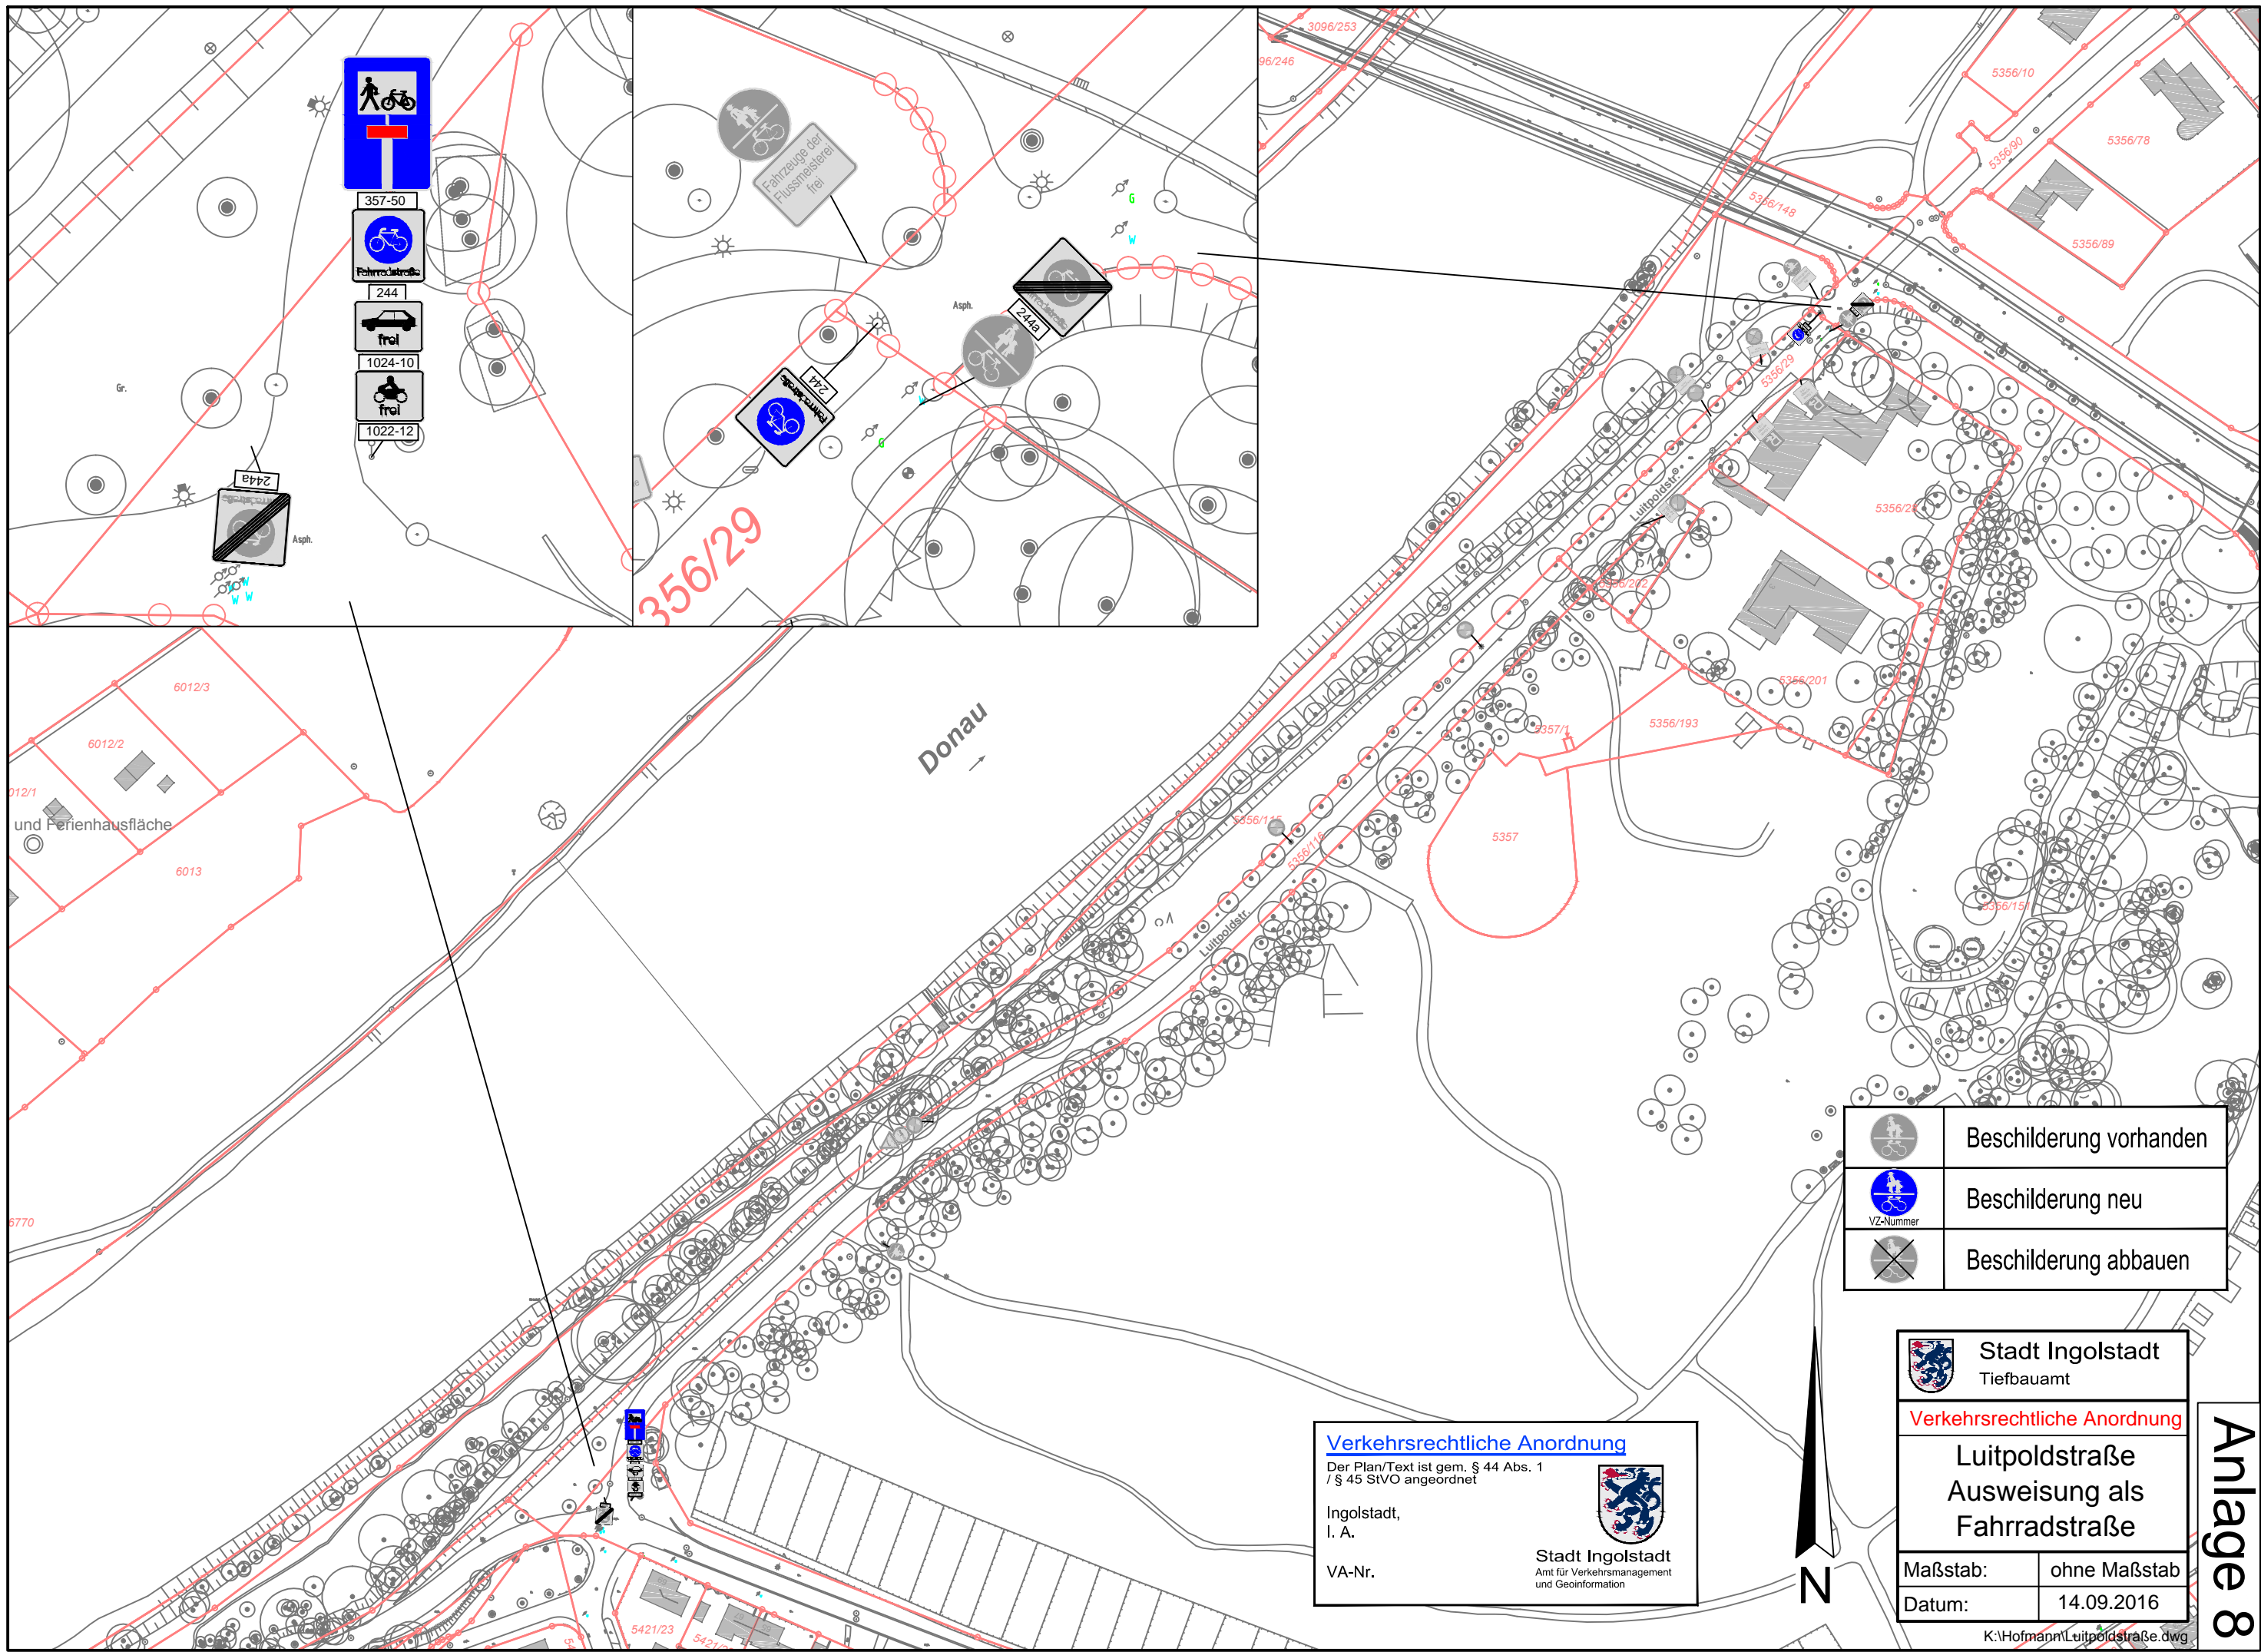 357-50
Fahrradstraße
244
frei
1024-10
frei
1022-12
Gr.
244a
Asph.
W
W W
Fahrzeuge der
Flussmeisterei
frei
G
W
Asph.
244a
244
Fahrradstraße
W
G
356/29
3096/253
96/246
5356/10
5356/90
5356/78
5356/148
5356/89
5356/29
Luitpoldstr.
5356/202
5356/201
5356/193
5357/1
5357
5356/115
5356/116
5356/151
Luitpoldstr.
Donau
6012/3
6012/2
012/1
und Ferienhausfläche
6013
6770
5421/23
Beschilderung vorhanden
VZ-Nummer
Beschilderung neu
Beschilderung abbauen
Verkehrsrechtliche Anordnung
Der Plan/Text ist gem. § 44 Abs. 1
/ § 45 StVO angeordnet
Ingolstadt,
I. A.
VA-Nr.
Stadt Ingolstadt
Amt für Verkehrsmanagement
und Geoinformation
N
Stadt Ingolstadt
Tiefbauamt
Verkehrsrechtliche Anordnung
Luitpoldstraße
Ausweisung als
Fahrradstraße
Maßstab: ohne Maßstab
Datum: 14.09.2016
K:\Hofmann\Luitpoldstraße.dwg
Anlage 8